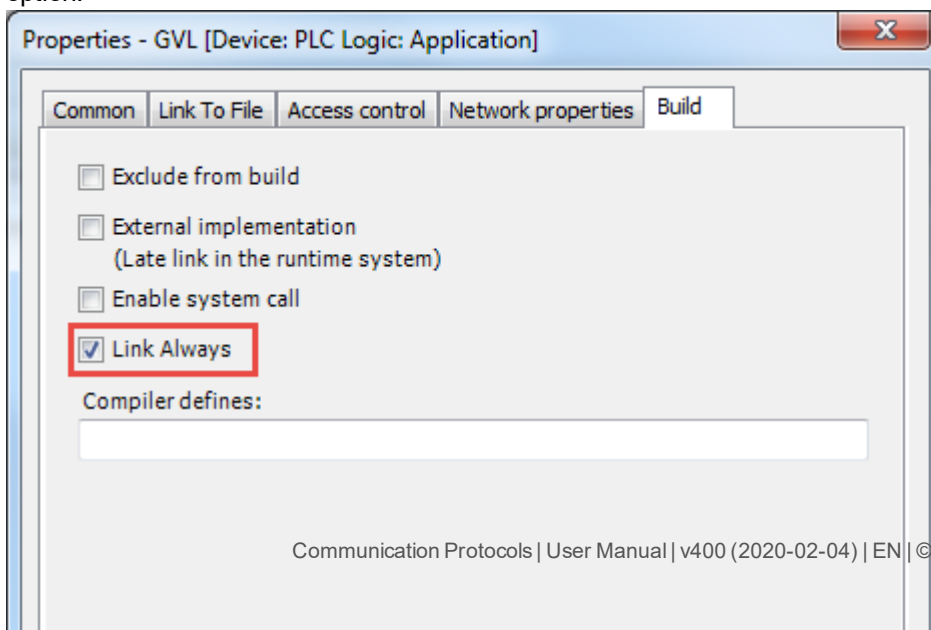 option.
Properties - GVL [Device: PLC Logic: Application]
Common Link To File Access control Network properties Build
Exclude from build
External implementation
(Late link in the runtime system)
Enable system call
Link Always
Compiler defines:
Communication Protocols | User Manual | v400 (2020-02-04) | EN | ©